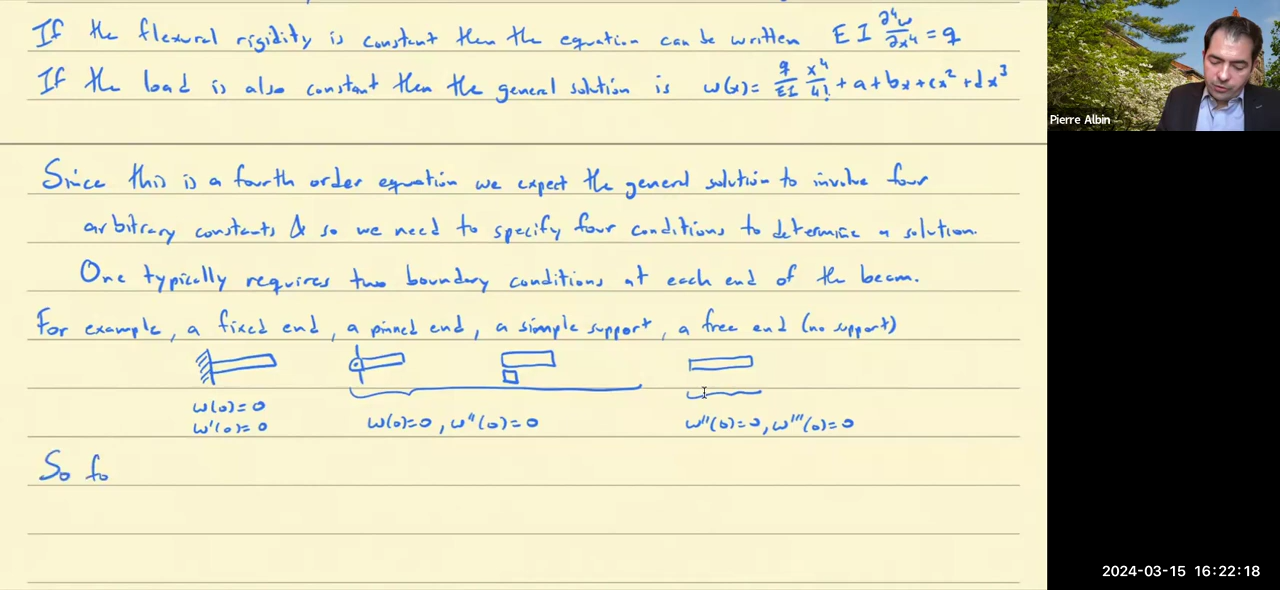 If the flexural rigidity is constant then the equation can be written EI ∂⁴w/∂x⁴ = q
If the load is also constant then the general solution is w(x) = q/EI x⁴/4! + a + bx + cx² + dx³
Pierre Albin
Since this is a fourth order equation we expect the general solution to involve four
arbitrary constants & so we need to specify four conditions to determine a solution.
One typically requires two boundary conditions at each end of the beam.
For example, a fixed end, a pinned end, a simple support, a free end (no support)
w(0)=0
w'(0)=0
w(0)=0, w''(0)=0
w''(0)=0, w'''(0)=0
So fo
2024-03-15 16:22:18